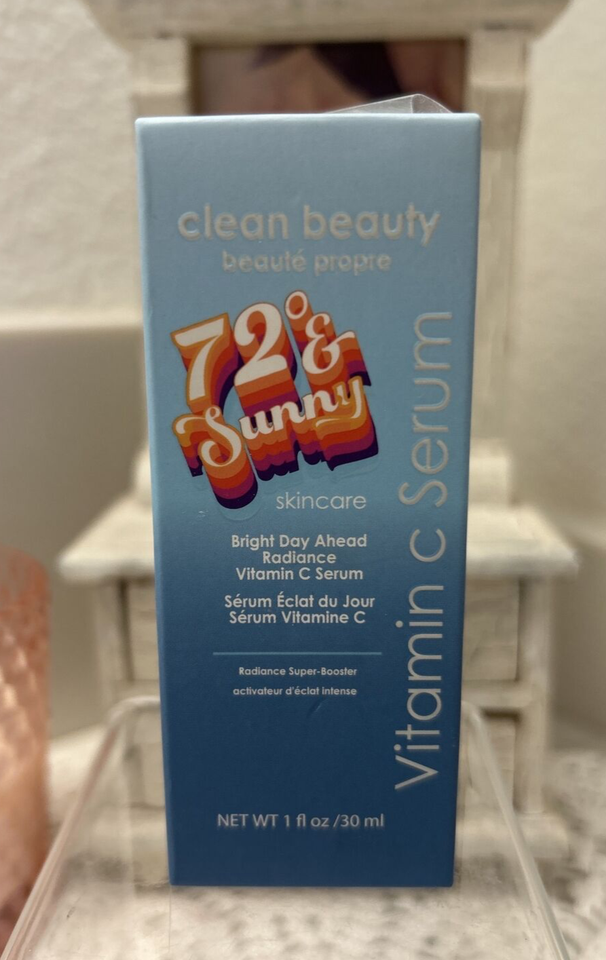 clean beauty
beauté propre
72° &
Sunny
skincare
Bright Day Ahead
Radiance
Vitamin C Serum
Sérum Éclat du Jour
Sérum Vitamine C
Radiance Super-Booster
activateur d'éclat intense
NET WT 1 fl oz /30 ml
Vitamin c Serum